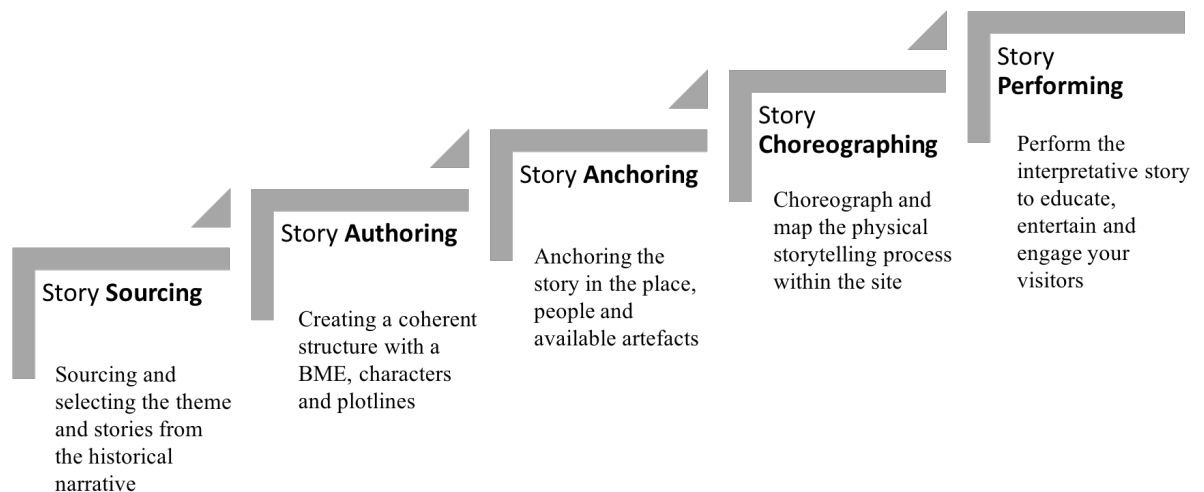 Story Sourcing
Sourcing and
selecting the theme
and stories from
the historical
narrative
Story Authoring
Creating a coherent
structure with a
BME, characters
and plotlines
Story Anchoring
Anchoring the
story in the place,
people and
available artefacts
Story
Choreographing
Choreograph and
map the physical
storytelling process
within the site
Story
Performing
Perform the
interpretative story
to educate,
entertain and
engage your
visitors